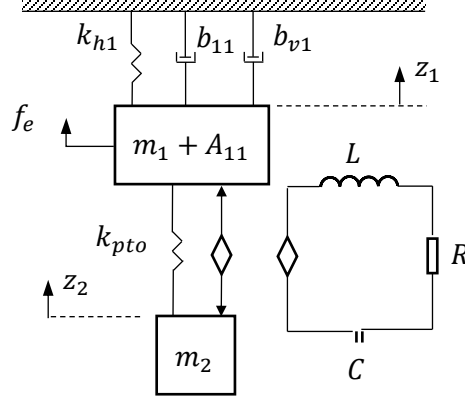 k_{h1} b_{11} b_{v1}
z_1
f_e
m_1 + A_{11}
L
k_{pto}
R
z_2
m_2
C